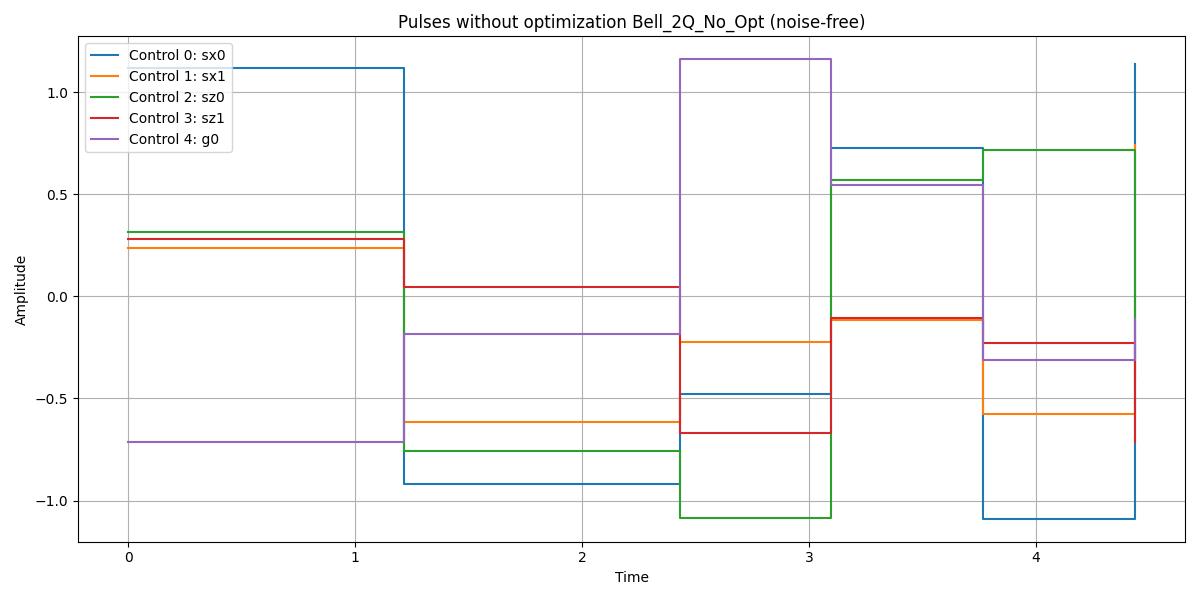 Pulses without optimization Bell_2Q_No_Opt (noise-free)
Control 0: sx0
Control 1: sx1
Control 2: sz0
Control 3: sz1
Control 4: g0
Amplitude
1.0
0.5
0.0
−0.5
−1.0
0 1 2 3 4
Time